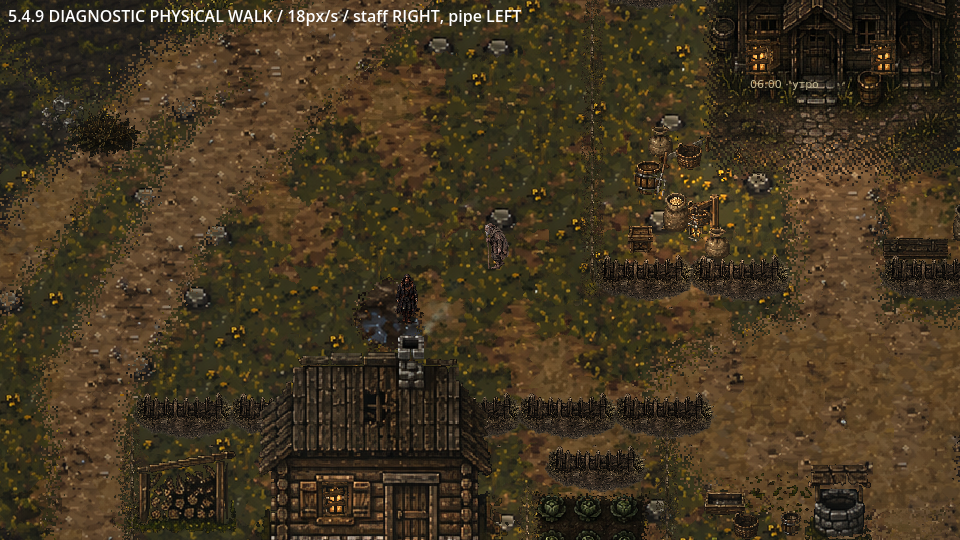 5.4.9 DIAGNOSTIC PHYSICAL WALK / 18px/s / staff RIGHT, pipe LEFT
06:00 · утро